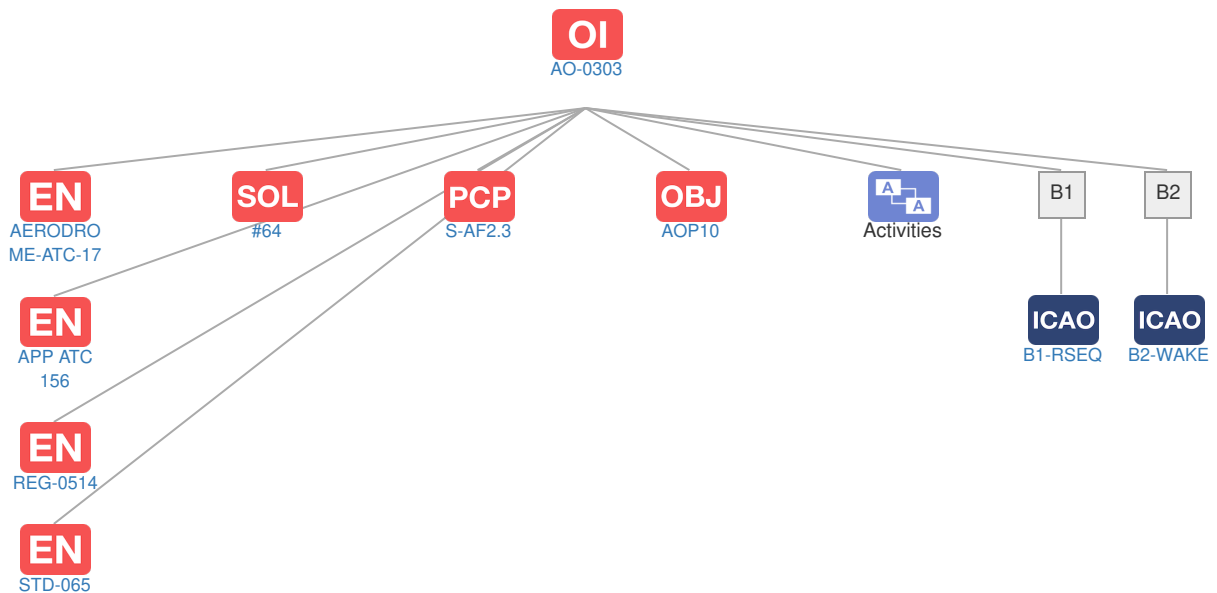 OI
AO-0303
EN
AERODRO
ME-ATC-17
SOL
#64
PCP
S-AF2.3
OBJ
AOP10
A
A
Activities
B1
B2
EN
APP ATC
156
ICAO
B1-RSEQ
ICAO
B2-WAKE
EN
REG-0514
EN
STD-065